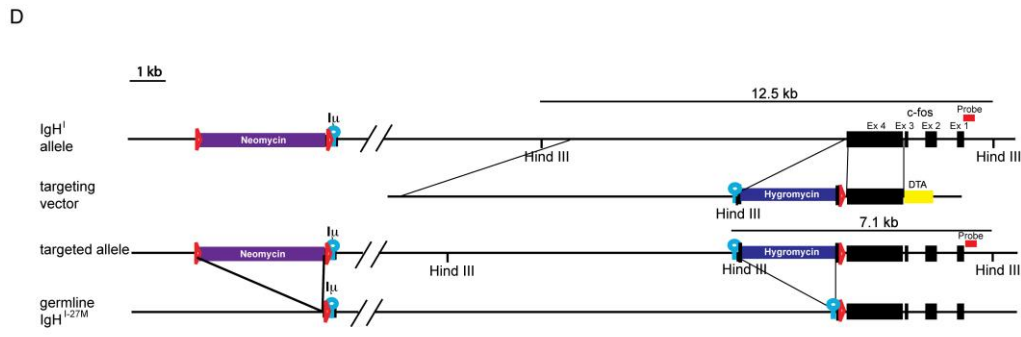 D
1 kb
12.5 kb
c-fos
Iμ
Probe
IgH^I
allele
Neomycin
Ex 4 Ex 3 Ex 2 Ex 1
Hind III
Hind III
targeting
vector
Hygromycin
DTA
Hind III
7.1 kb
Iμ
Probe
targeted allele
Neomycin
Hygromycin
Hind III
Hind III
Hind III
Iμ
germline
IgH^I-27M